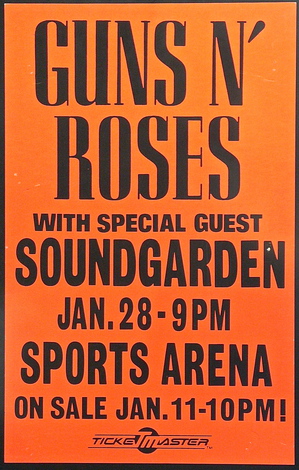 GUNS N'
ROSES
WITH SPECIAL GUEST
SOUNDGARDEN
JAN. 28 - 9PM
SPORTS ARENA
ON SALE JAN. 11-10PM!
TICKETMASTER